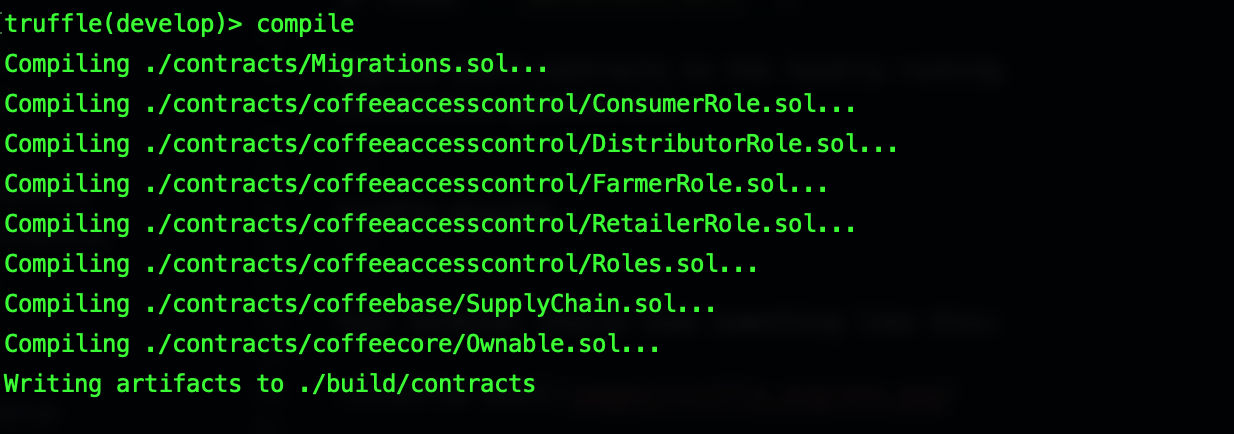 truffle(develop)> compile
Compiling ./contracts/Migrations.sol...
Compiling ./contracts/coffeeaccesscontrol/ConsumerRole.sol...
Compiling ./contracts/coffeeaccesscontrol/DistributorRole.sol...
Compiling ./contracts/coffeeaccesscontrol/FarmerRole.sol...
Compiling ./contracts/coffeeaccesscontrol/RetailerRole.sol...
Compiling ./contracts/coffeeaccesscontrol/Roles.sol...
Compiling ./contracts/coffeebase/SupplyChain.sol...
Compiling ./contracts/coffeecore/Ownable.sol...
Writing artifacts to ./build/contracts